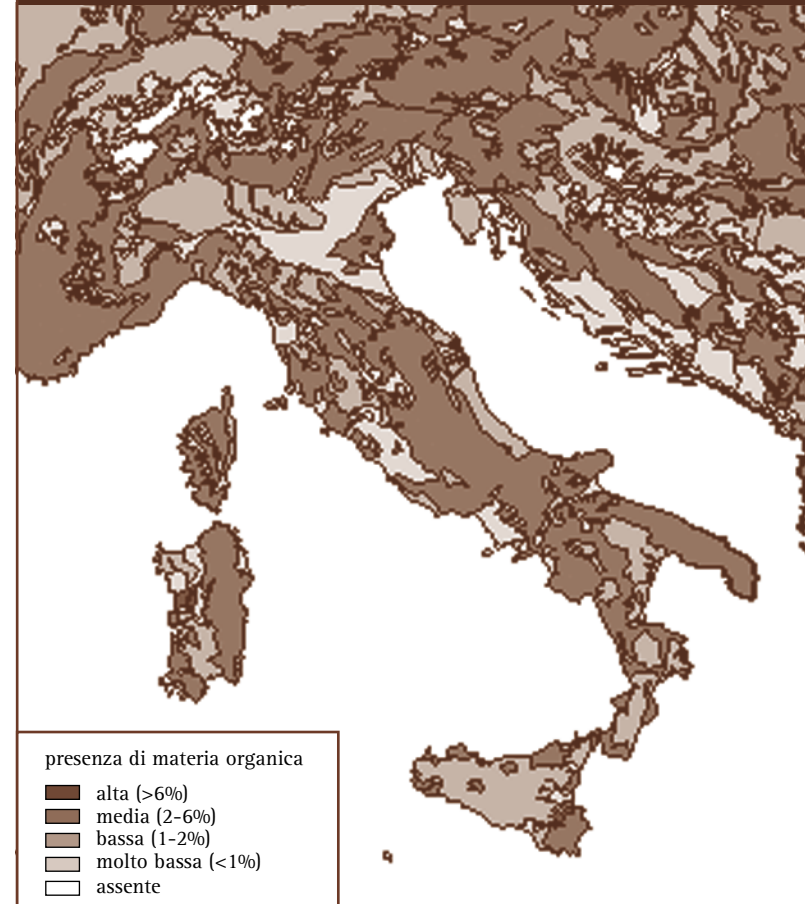 presenza di materia organica
alta (>6%)
media (2-6%)
bassa (1-2%)
molto bassa (<1%)
assente